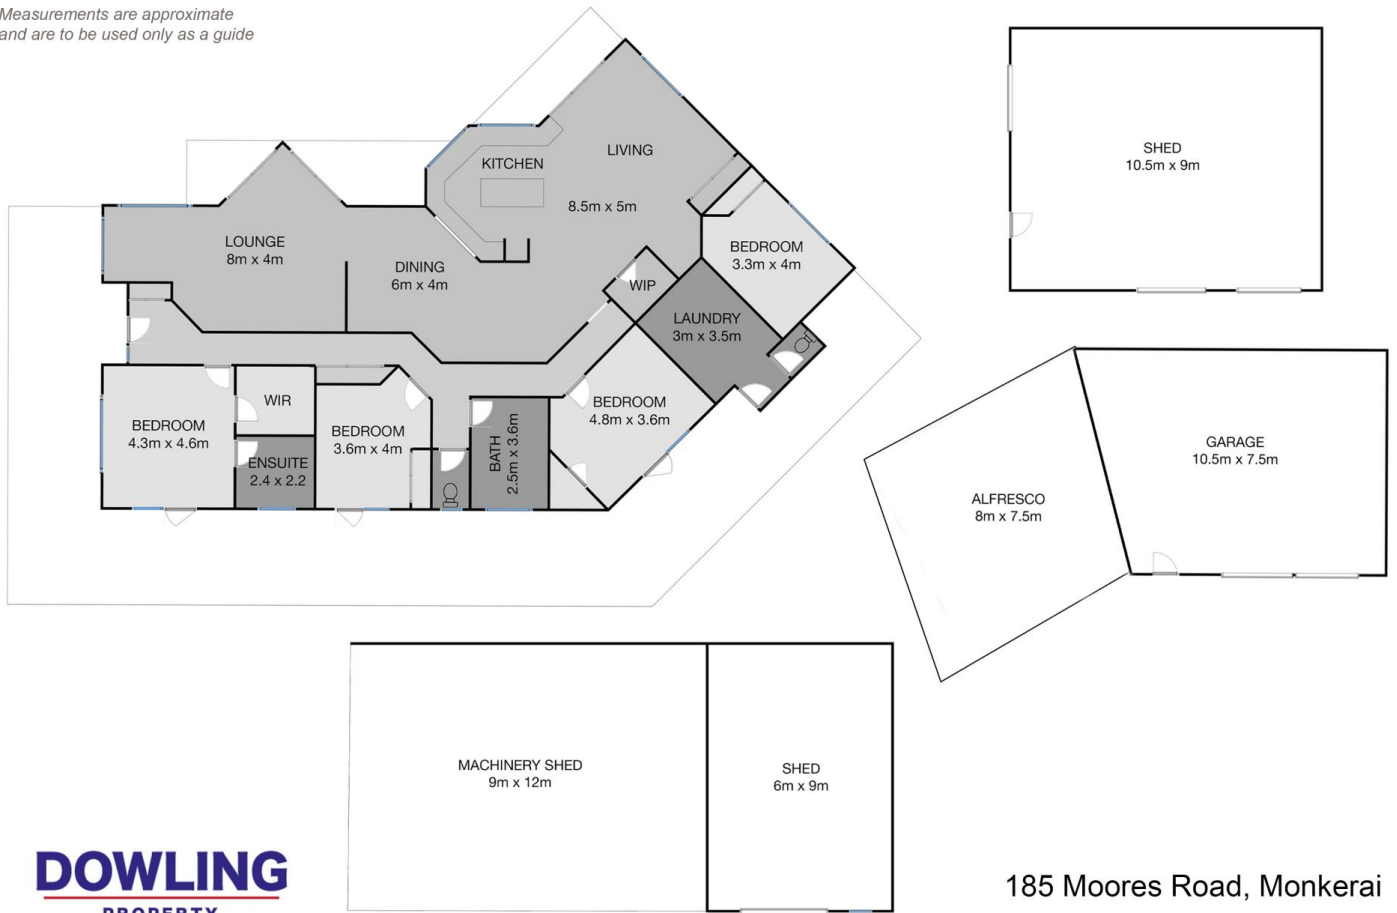 Measurements are approximate
and are to be used only as a guide
KITCHEN
LIVING
8.5m x 5m
LOUNGE
8m x 4m
DINING
6m x 4m
WIP
BEDROOM
3.3m x 4m
LAUNDRY
3m x 3.5m
BEDROOM
4.3m x 4.6m
WIR
ENSUITE
2.4 x 2.2
BEDROOM
3.6m x 4m
BATH
2.5m x 3.6m
BEDROOM
4.8m x 3.6m
SHED
10.5m x 9m
GARAGE
10.5m x 7.5m
ALFRESCO
8m x 7.5m
MACHINERY SHED
9m x 12m
SHED
6m x 9m
DOWLING
PROPERTY
185 Moores Road, Monkerai